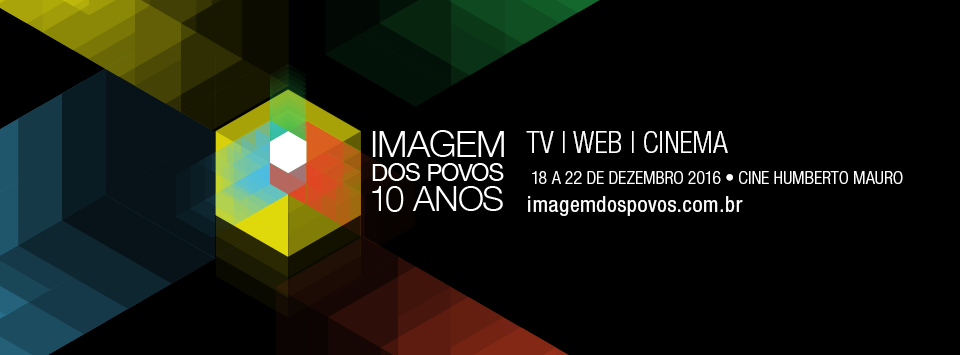 IMAGEM
DOS POVOS
10 ANOS
TV | WEB | CINEMA
18 A 22 DE DEZEMBRO 2016 • CINE HUMBERTO MAURO
imagemdospovos.com.br